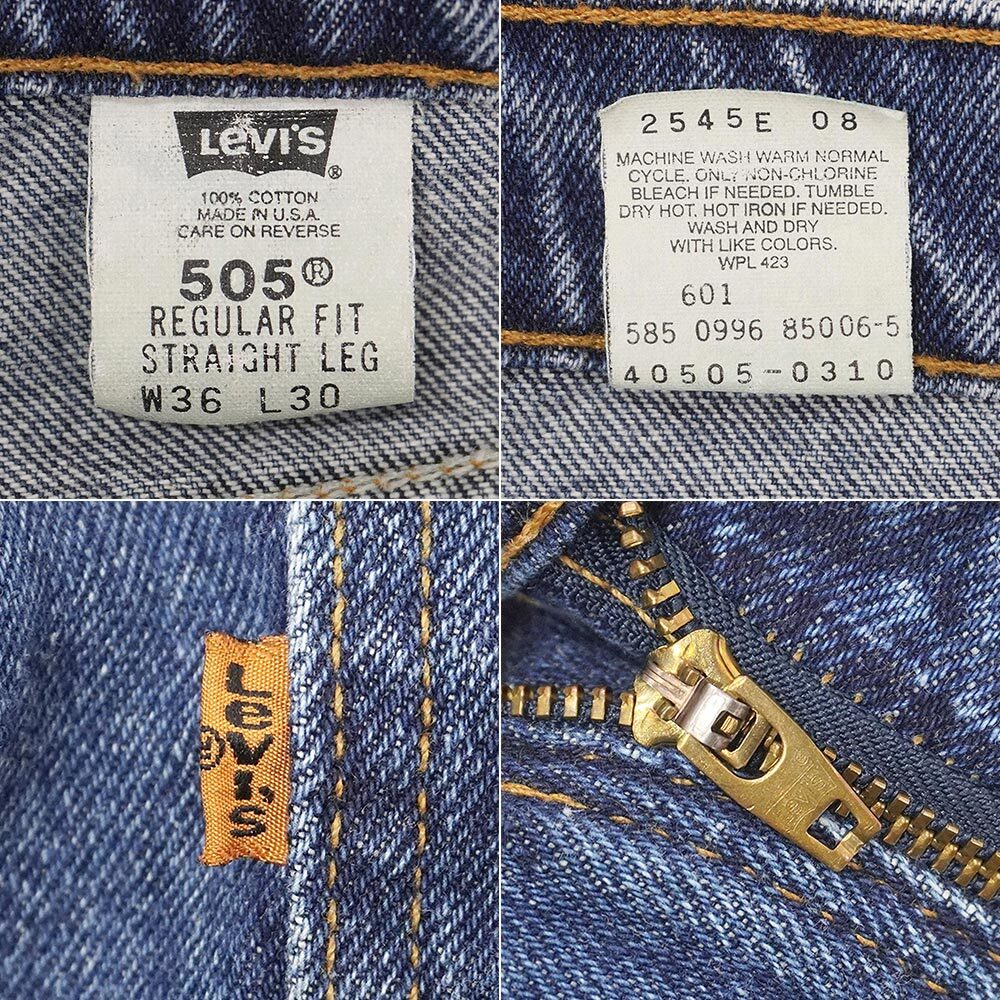 LEVI'S®
100% COTTON
MADE IN U.S.A.
CARE ON REVERSE
505®
REGULAR FIT
STRAIGHT LEG
W36 L30
2545E 08
MACHINE WASH WARM NORMAL
CYCLE. ONLY NON-CHLORINE
BLEACH IF NEEDED. TUMBLE
DRY HOT. HOT IRON IF NEEDED.
WASH AND DRY
WITH LIKE COLORS.
WPL 423
601
585 0996 85006-5
40505-0310
LEVI'S®